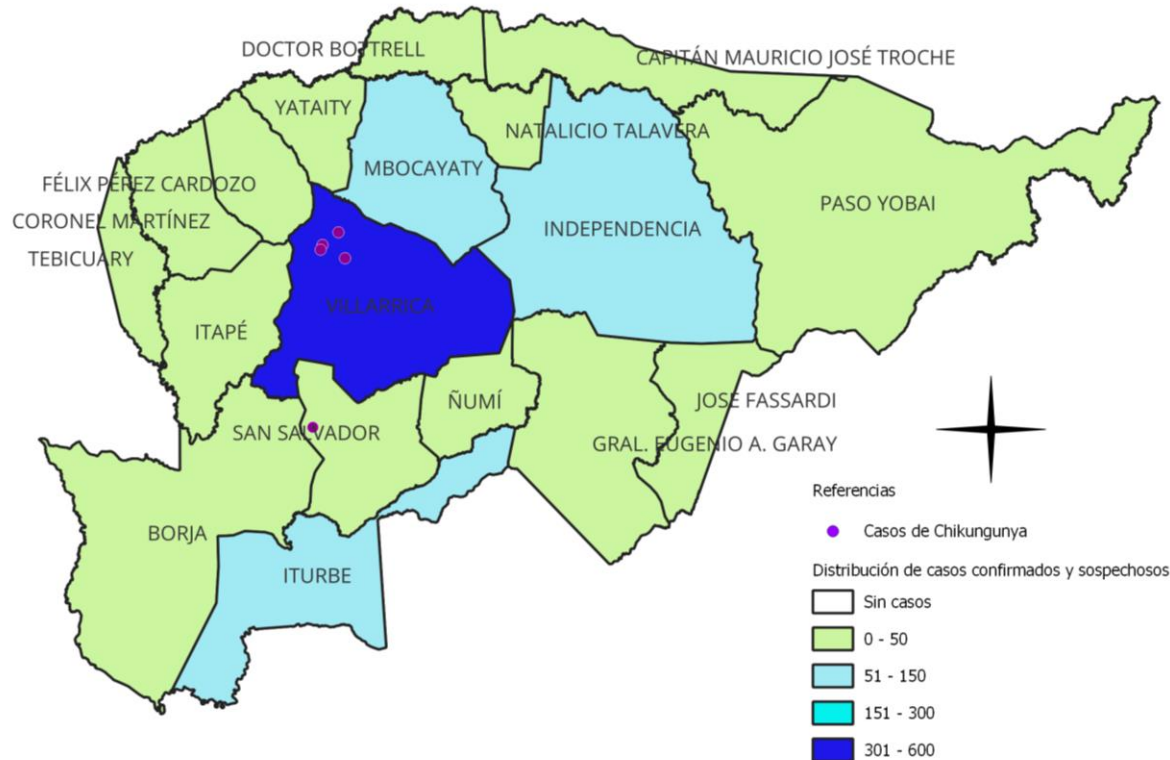 DOCTOR BOTTRELL
CAPITÁN MAURICIO JOSÉ TROCHE
YATAITY
NATALICIO TALAVERA
MBOCAYATY
FÉLIX PÉREZ CARDOZO
PASO YOBAI
CORONEL MARTÍNEZ
INDEPENDENCIA
TEBICUARY
VILLARRICA
ITAPÉ
JOSE FASSARDI
ÑUMÍ
SAN SALVADOR
GRAL. EUGENIO A. GARAY
BORJA
ITURBE
Referencias
Casos de Chikungunya
Distribución de casos confirmados y sospechosos
Sin casos
0 - 50
51 - 150
151 - 300
301 - 600